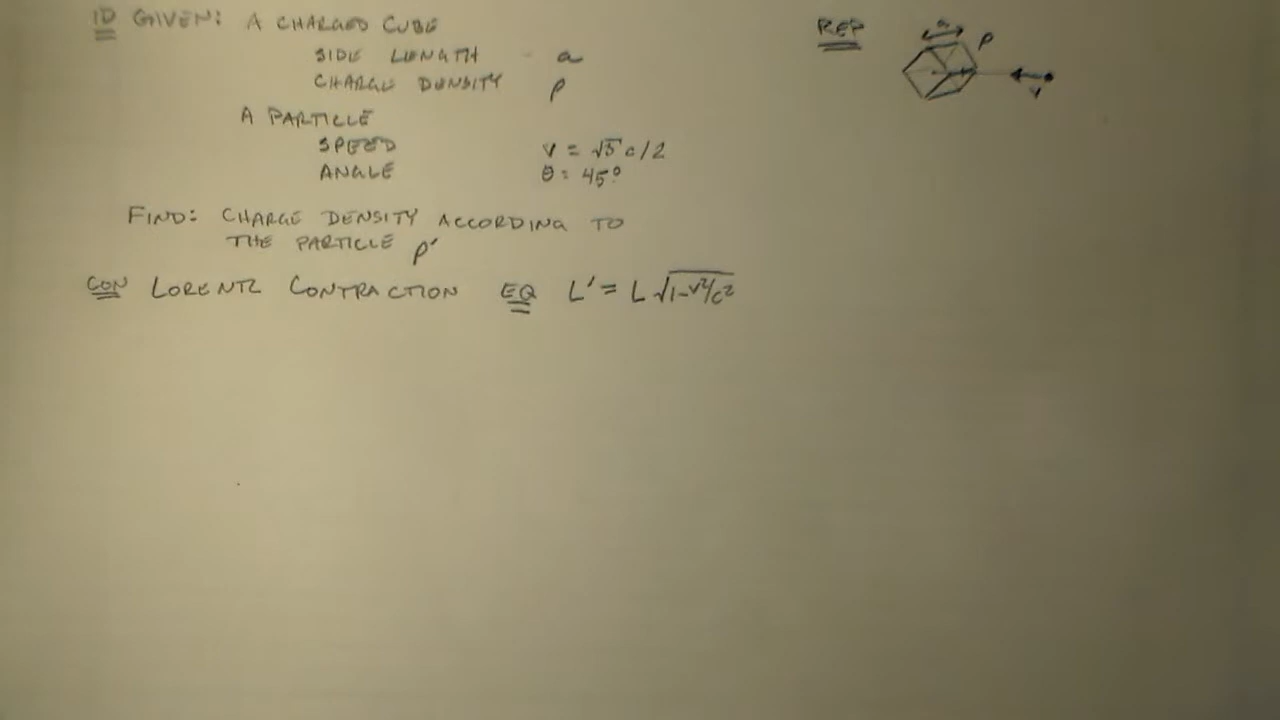 ID GIVEN: A CHARGED CUBE
SIDE LENGTH - a
CHARGE DENSITY ρ
A PARTICLE
SPEED v = √5 c/2
ANGLE θ = 45°
FIND: CHARGE DENSITY ACCORDING TO
THE PARTICLE ρ'
CON LORENTZ CONTRACTION EQ L' = L √1-v²/c²
REP
a
ρ
v